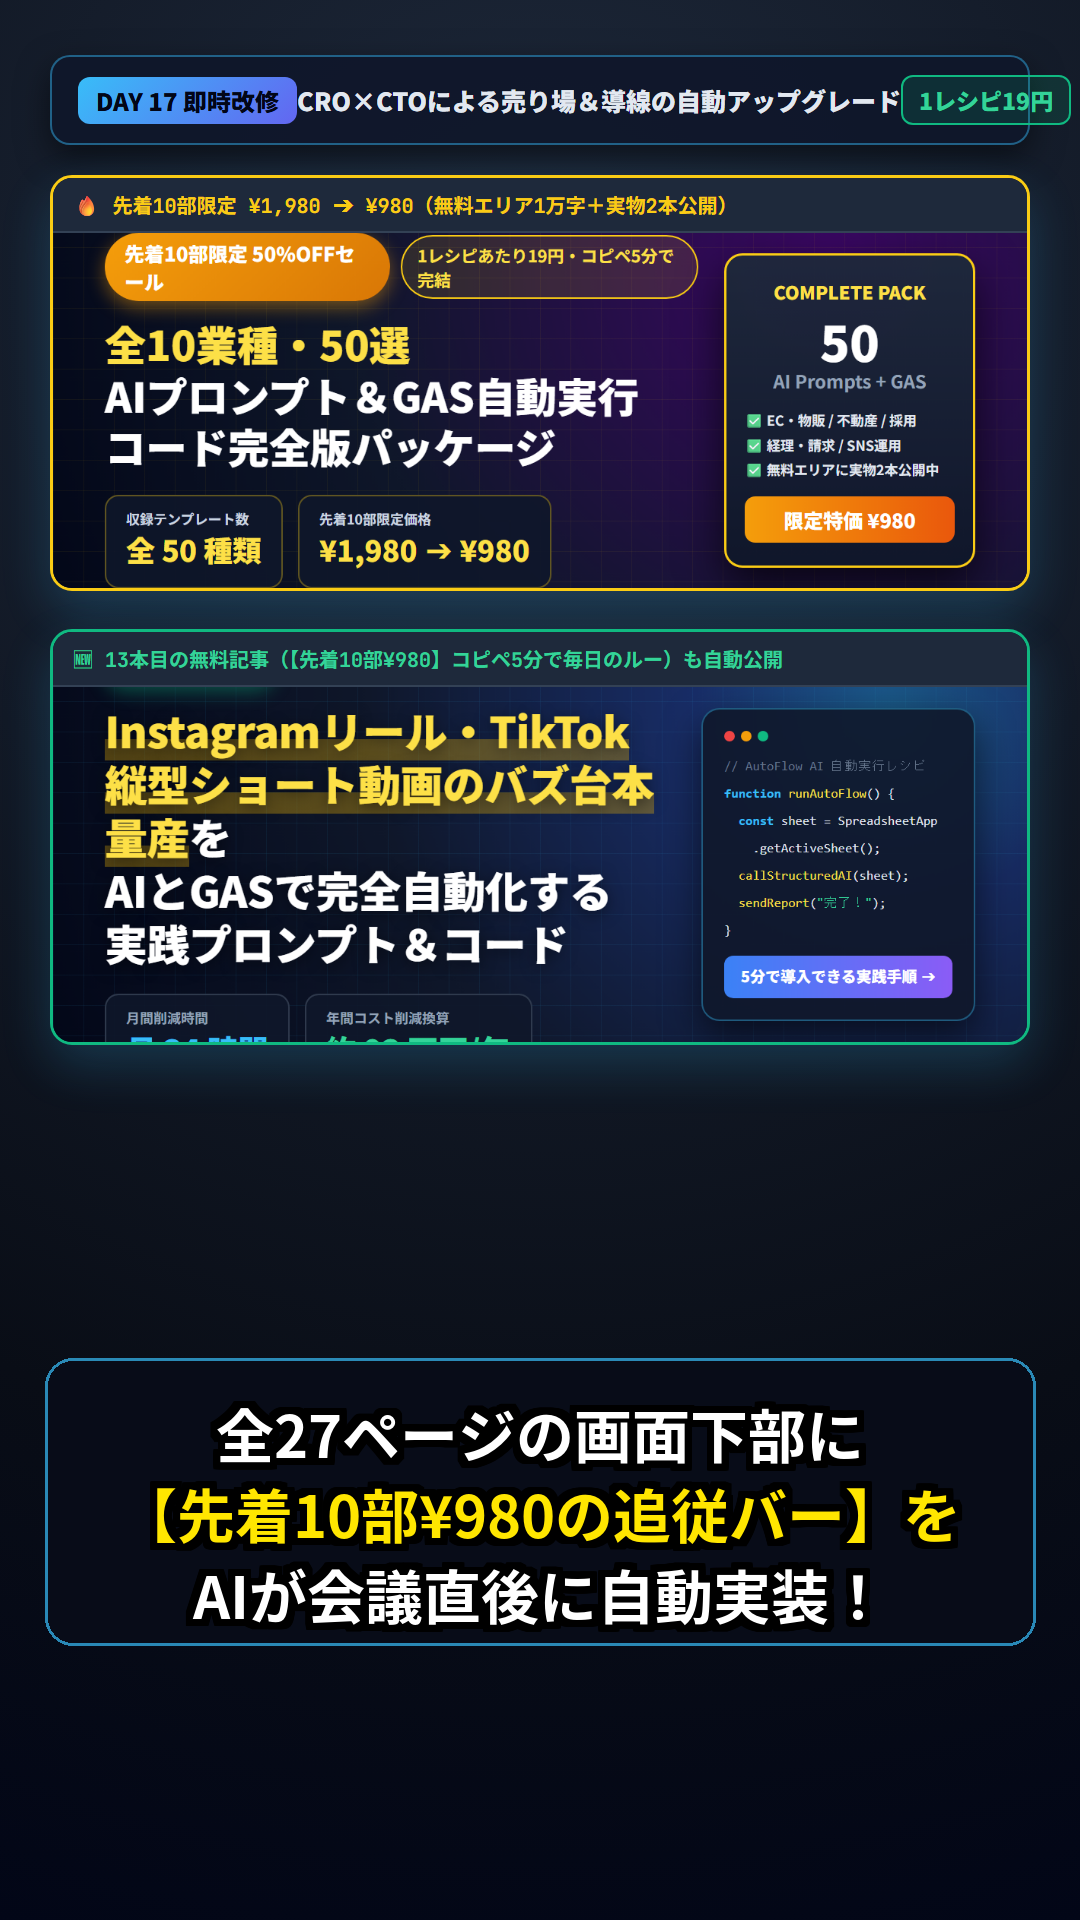 DAY 17 即時改修
CRO×CTOによる売り場＆導線の自動アップグレード
1レシピ19円
🔥 先着10部限定 ¥1,980 ➔ ¥980（無料エリア1万字＋実物2本公開）
先着10部限定 50%OFFセ
ール
1レシピあたり19円・コピペ5分で
完結
全10業種・50選
AIプロンプト＆GAS自動実行
コード完全版パッケージ
収録テンプレート数
全 50 種類
先着10部限定価格
¥1,980 → ¥980
COMPLETE PACK
50
AI Prompts + GAS
✅ EC・物販 / 不動産 / 採用
✅ 経理・請求 / SNS運用
✅ 無料エリアに実物2本公開中
限定特価 ¥980
🆕 13本目の無料記事（【先着10部¥980】コピペ5分で毎日のルー）も自動公開
Instagramリール・TikTok
縦型ショート動画のバズ台本
量産を
AIとGASで完全自動化する
実践プロンプト＆コード
月間削減時間
年間コスト削減換算
// AutoFlow AI 自動実行レシピ
function runAutoFlow() {
const sheet = SpreadsheetApp
.getActiveSheet();
callStructuredAI(sheet);
sendReport("完了！");
}
5分で導入できる実践手順 →
全27ページの画面下部に
【先着10部¥980の追従バー】を
AIが会議直後に自動実装！